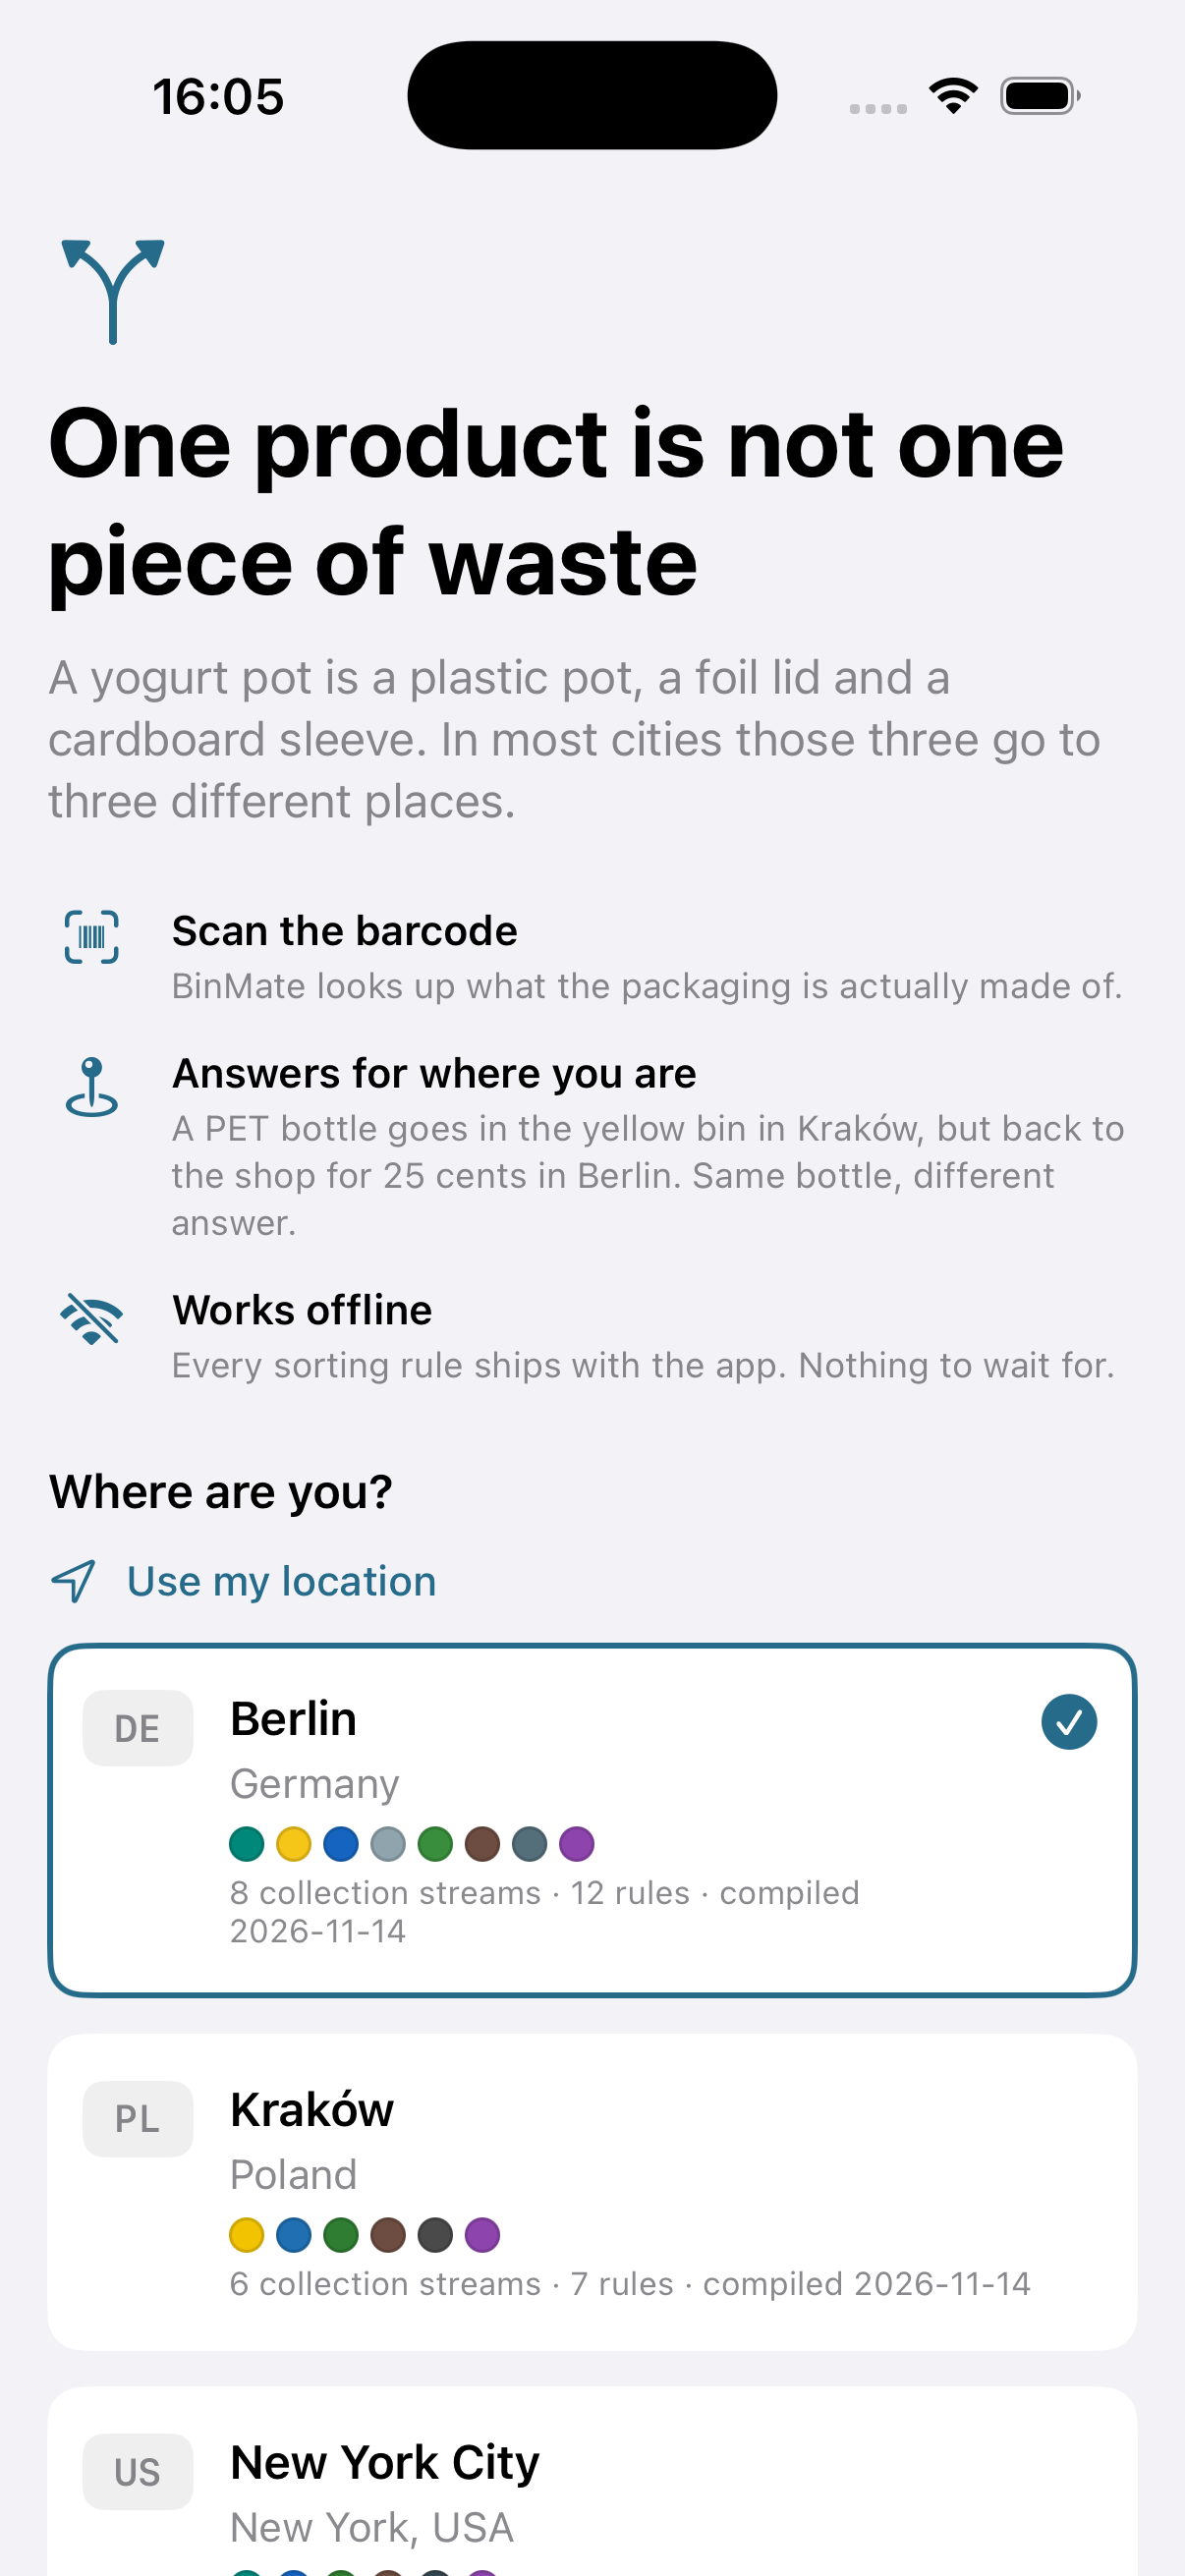 16:05
One product is not one
piece of waste
A yogurt pot is a plastic pot, a foil lid and a
cardboard sleeve. In most cities those three go to
three different places.
Scan the barcode
BinMate looks up what the packaging is actually made of.
Answers for where you are
A PET bottle goes in the yellow bin in Kraków, but back to
the shop for 25 cents in Berlin. Same bottle, different
answer.
Works offline
Every sorting rule ships with the app. Nothing to wait for.
Where are you?
Use my location
DE
Berlin
Germany
8 collection streams · 12 rules · compiled
2026-11-14
PL
Kraków
Poland
6 collection streams · 7 rules · compiled 2026-11-14
US
New York City
New York, USA